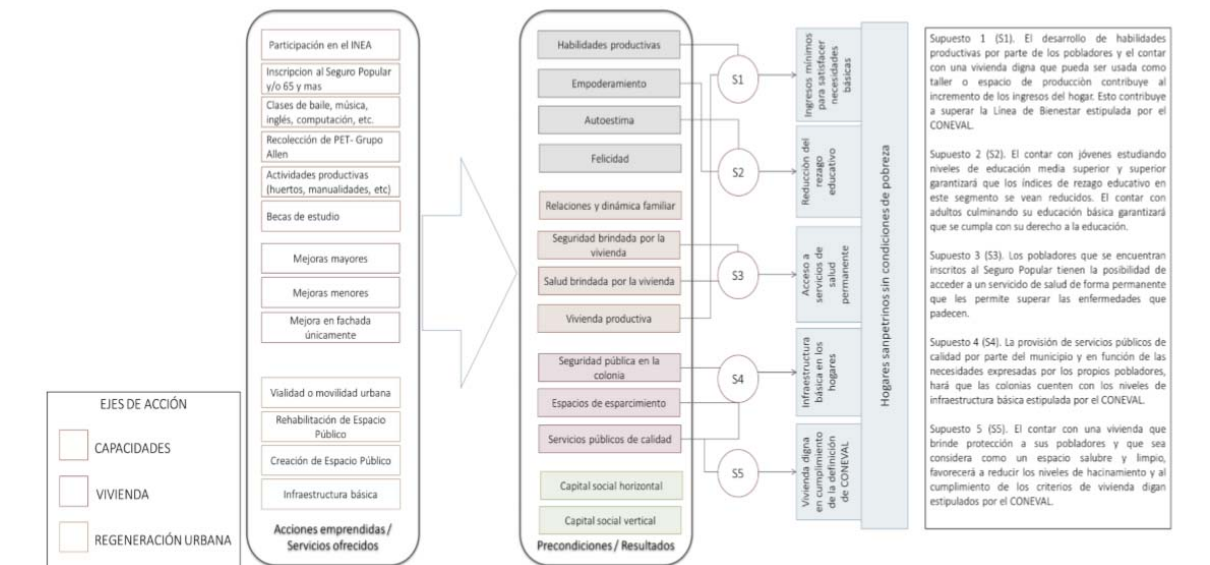 Participación en el INEA
Inscripcion al Seguro Popular
y/o 65 y mas
Clases de baile, música,
inglés, computación, etc.
Recolección de PET- Grupo
Allen
Actividades productivas
(huertos, manualidades, etc)
Becas de estudio
Mejoras mayores
Mejoras menores
Mejora en fachada
únicamente
Vialidad o movilidad urbana
Rehabilitación de Espacio
Público
Creación de Espacio Público
Infraestructura básica
Acciones emprendidas /
Servicios ofrecidos
EJES DE ACCIÓN
CAPACIDADES
VIVIENDA
REGENERACIÓN URBANA
Habilidades productivas
Empoderamiento
Autoestima
Felicidad
Relaciones y dinámica familiar
Seguridad brindada por la
vivienda
Salud brindada por la vivienda
Vivienda productiva
Seguridad pública en la
colonia
Espacios de esparcimiento
Servicios públicos de calidad
Capital social horizontal
Capital social vertical
Precondiciones / Resultados
S1
S2
S3
S4
S5
Ingresos mínimos
para satisfacer
necesidades
básicas
Reducción del
rezago
educativo
Acceso a
servicios de
salud
permanente
Infraestructura
básica en los
hogares
Vivienda digna
en cumplimiento
de la definición
de CONEVAL
Hogares sanpetrinos sin condiciones de pobreza
Supuesto 1 (S1). El desarrollo de habilidades
productivas por parte de los pobladores y el contar
con una vivienda digna que pueda ser usada como
taller o espacio de producción contribuye al
incremento de los ingresos del hogar. Esto contribuye
a superar la Línea de Bienestar estipulada por el
CONEVAL.
Supuesto 2 (S2). El contar con jóvenes estudiando
niveles de educación media superior y superior
garantizará que los índices de rezago educativo en
este segmento se vean reducidos. El contar con
adultos culminando su educación básica garantizará
que se cumpla con su derecho a la educación.
Supuesto 3 (S3). Los pobladores que se encuentran
inscritos al Seguro Popular tienen la posibilidad de
acceder a un servicido de salud de forma permanente
que les permite superar las enfermedades que
padecen.
Supuesto 4 (S4). La provisión de servicios públicos de
calidad por parte del municipio y en función de las
necesidades expresadas por los propios pobladores,
hará que las colonias cuenten con los niveles de
infraestructura básica estipulada por el CONEVAL.
Supuesto 5 (S5). El contar con una vivienda que
brinde protección a sus pobladores y que sea
considera como un espacio salubre y limpio,
favorecerá a reducir los niveles de hacinamiento y al
cumplimiento de los criterios de vivienda digan
estipulados por el CONEVAL.